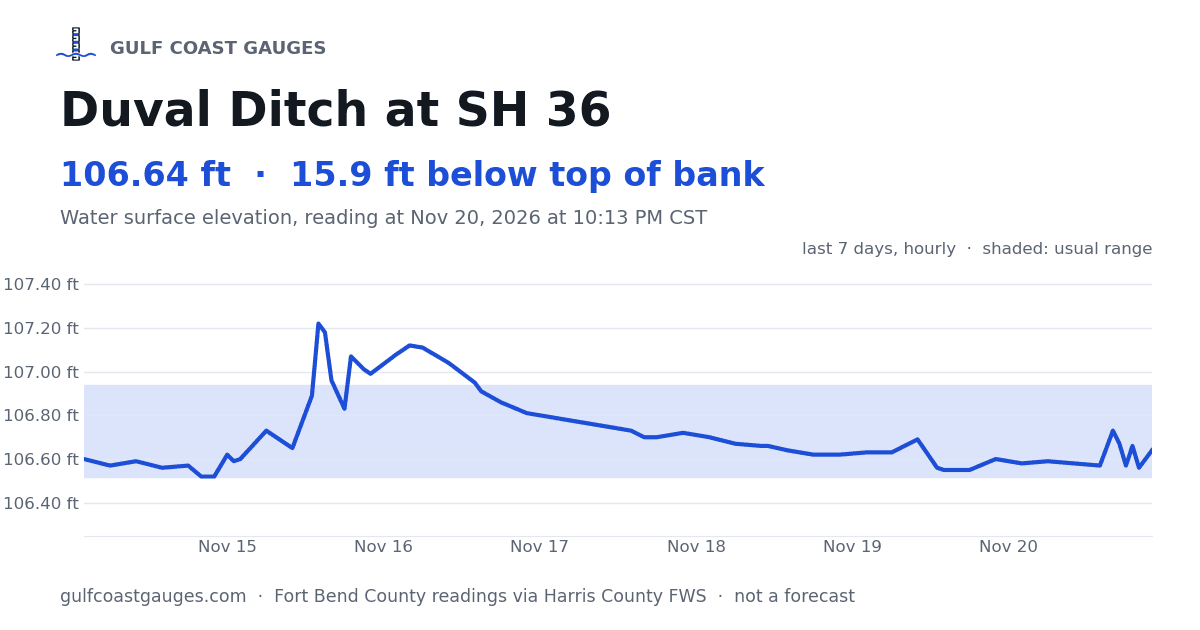 GULF COAST GAUGES
Duval Ditch at SH 36
106.64 ft · 15.9 ft below top of bank
Water surface elevation, reading at Nov 20, 2026 at 10:13 PM CST
last 7 days, hourly · shaded: usual range
107.40 ft
107.20 ft
107.00 ft
106.80 ft
106.60 ft
106.40 ft
Nov 15 Nov 16 Nov 17 Nov 18 Nov 19 Nov 20
gulfcoastgauges.com · Fort Bend County readings via Harris County FWS · not a forecast